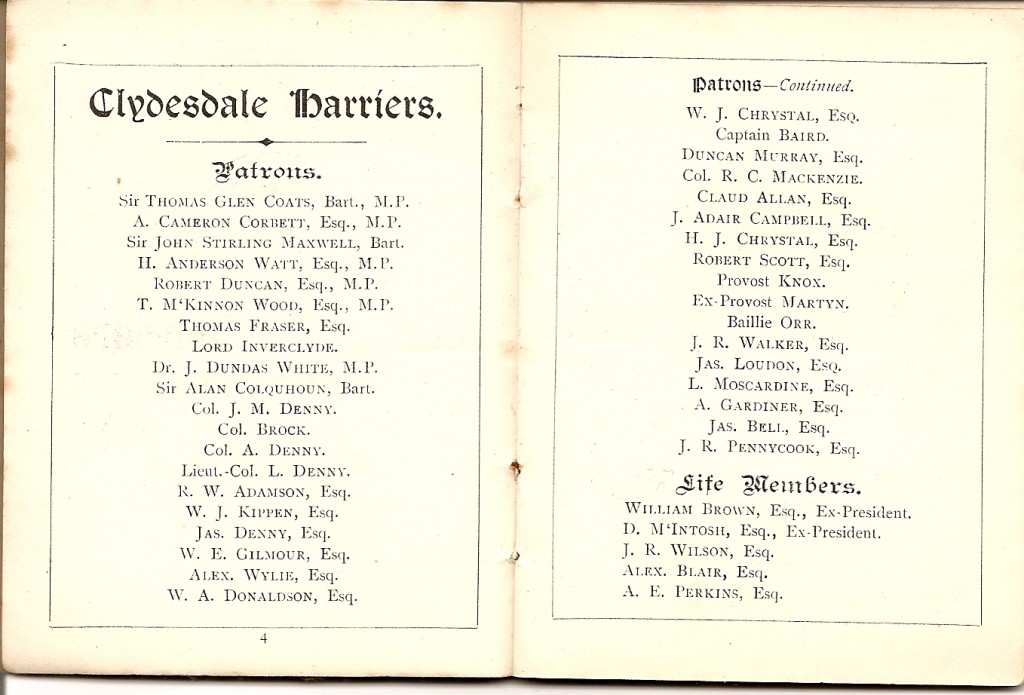 Clydesdale Harriers.
Patrons.
Sir THOMAS GLEN COATS, Bart., M.P.
A. CAMERON CORBETT, Esq., M.P.
Sir JOHN STIRLING MAXWELL, Bart.
H. ANDERSON WATT, Esq., M.P.
ROBERT DUNCAN, Esq., M.P.
T. M‘KINNON WOOD, Esq., M.P.
THOMAS FRASER, Esq.
LORD INVERCLYDE.
Dr. J. DUNDAS WHITE, M.P.
Sir ALAN COLQUHOUN, Bart.
Col. J. M. DENNY.
Col. BROCK.
Col. A. DENNY.
Lieut.-Col. L. DENNY.
R. W. ADAMSON, Esq.
W. J. KIPPEN, Esq.
JAS. DENNY, Esq.
W. E. GILMOUR, Esq.
ALEX. WYLIE, Esq.
W. A. DONALDSON, Esq.
4
Patrons—Continued.
W. J. CHRYSTAL, ESQ.
Captain BAIRD.
DUNCAN MURRAY, Esq.
Col. R. C. MACKENZIE.
CLAUD ALLAN, Esq.
J. ADAIR CAMPBELL, Esq.
H. J. CHRYSTAL, Esq.
ROBERT SCOTT, Esq.
Provost KNOX.
Ex-Provost MARTYN.
Baillie ORR.
J. R. WALKER, Esq.
JAS. LOUDON, ESQ.
L. MOSCARDINE, Esq.
A. GARDINER, Esq.
JAS. BELL, Esq.
J. R. PENNYCOOK, Esq.
Life Members.
WILLIAM BROWN, Esq., Ex-President.
D. M‘INTOSH, Esq., Ex-President.
J. R. WILSON, Esq.
ALEX. BLAIR, Esq.
A. E. PERKINS, Esq.